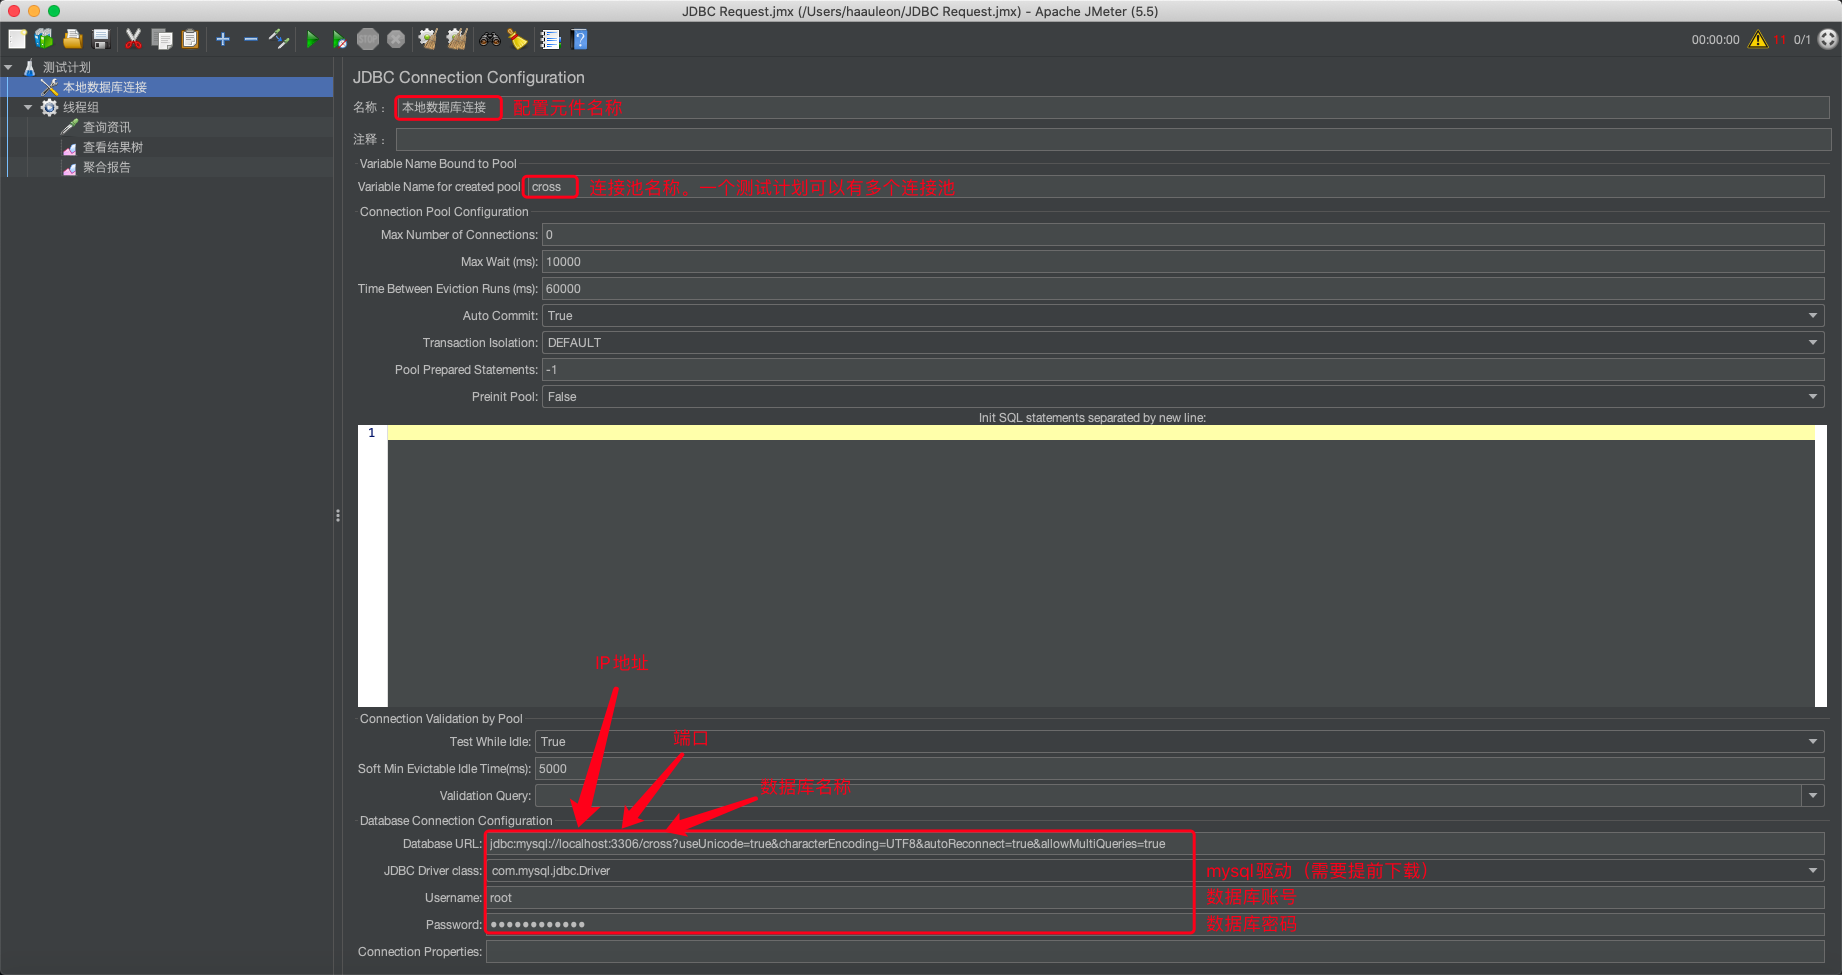 JDBC Request.jmx (/Users/haauleon/JDBC Request.jmx) - Apache JMeter (5.5)
STOP
00:00:00 11 0/1
测试计划
本地数据库连接
线程组
查询资讯
查看结果树
聚合报告
JDBC Connection Configuration
名称： 本地数据库连接 配置元件名称
注释：
Variable Name Bound to Pool
Variable Name for created pool cross 连接池名称。一个测试计划可以有多个连接池
Connection Pool Configuration
Max Number of Connections: 0
Max Wait (ms): 10000
Time Between Eviction Runs (ms): 60000
Auto Commit: True
Transaction Isolation: DEFAULT
Pool Prepared Statements: -1
Preinit Pool: False
Init SQL statements separated by new line:
1
IP 地址
Connection Validation by Pool
端口
Test While Idle: True
Soft Min Evictable Idle Time(ms): 5000
数据库名称
Validation Query:
Database Connection Configuration
Database URL: jdbc:mysql://localhost:3306/cross?useUnicode=true&characterEncoding=UTF8&autoReconnect=true&allowMultiQueries=true
JDBC Driver class: com.mysql.jdbc.Driver mysql驱动（需要提前下载）
Username: root 数据库账号
Password: ●●●●●●●●●●●● 数据库密码
Connection Properties: